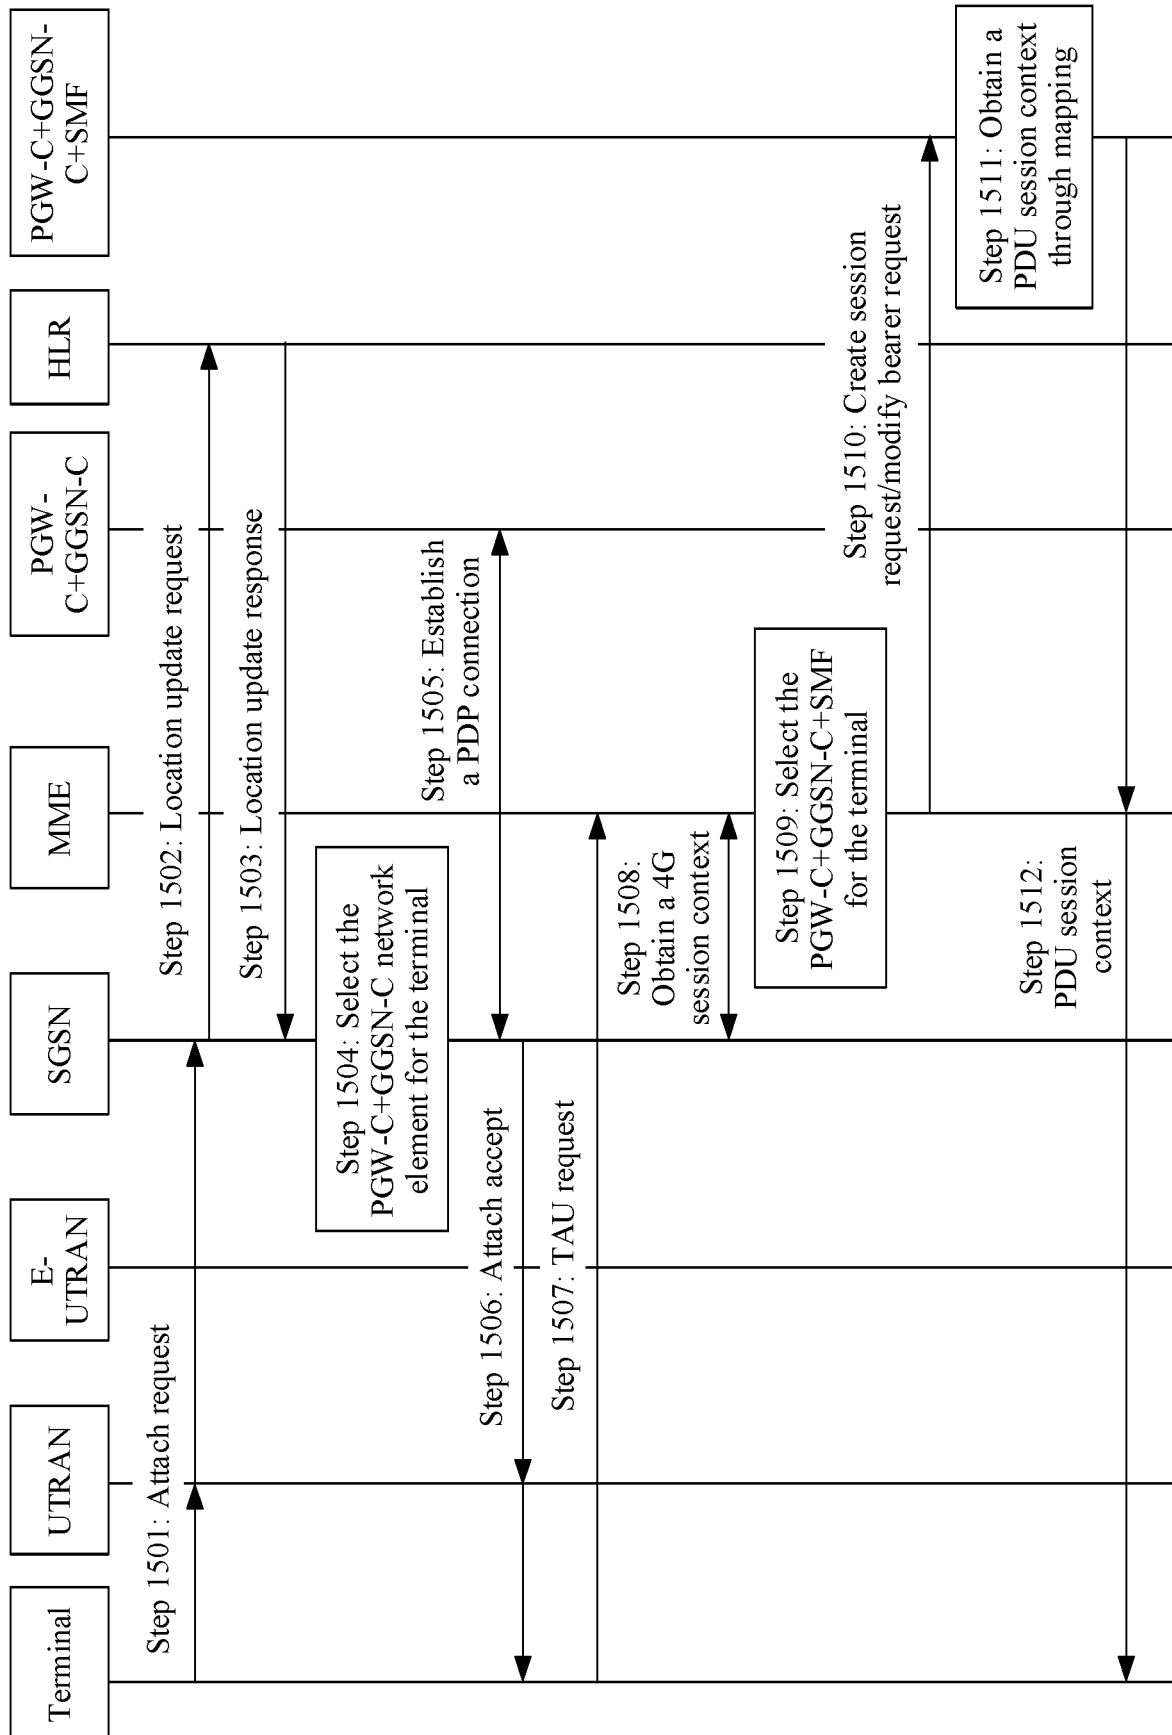 Terminal
UTRAN
E-
UTRAN
SGSN
MME
PGW-
C+GGSN-C
HLR
PGW-C+GGSN-
C+SMF
Step 1501: Attach request
Step 1502: Location update request
Step 1503: Location update response
Step 1504: Select the
PGW-C+GGSN-C network
element for the terminal
Step 1505: Establish
a PDP connection
Step 1506: Attach accept
Step 1507: TAU request
Step 1508:
Obtain a 4G
session context
Step 1509: Select the
PGW-C+GGSN-C+SMF
for the terminal
Step 1510: Create session
request/modify bearer request
Step 1511: Obtain a
PDU session context
through mapping
Step 1512:
PDU session
context